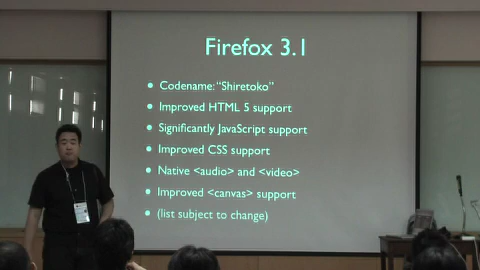 Firefox 3.1
• Codename: "Shiretoko"
• Improved HTML 5 support
• Significantly JavaScript support
• Improved CSS support
• Native <audio> and <video>
• Improved <canvas> support
• (list subject to change)